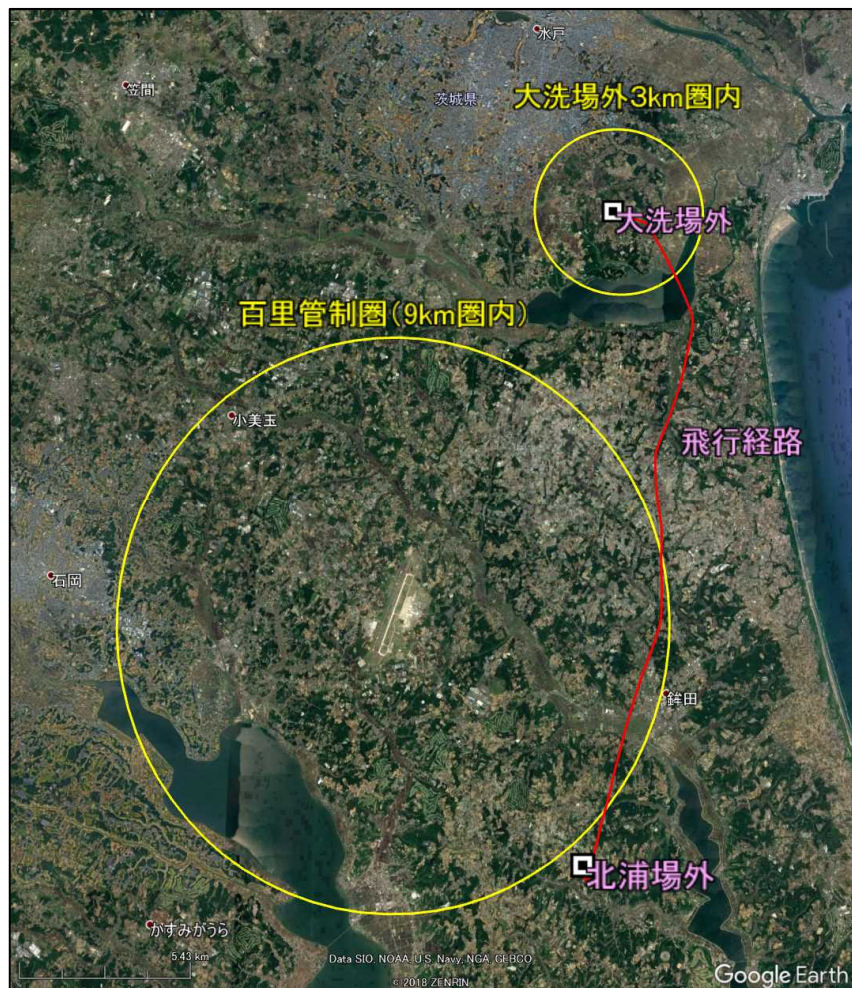 水戸
笠間
茨城県
大洗場外3km圏内
大洗場外
百里管制圏(9km圏内)
小美玉
飛行経路
石岡
鉾田
北浦場外
かすみがうら
5.43 km
Data SIO, NOAA, U.S. Navy, NGA, GEBCO
© 2018 ZENRIN
Google Earth